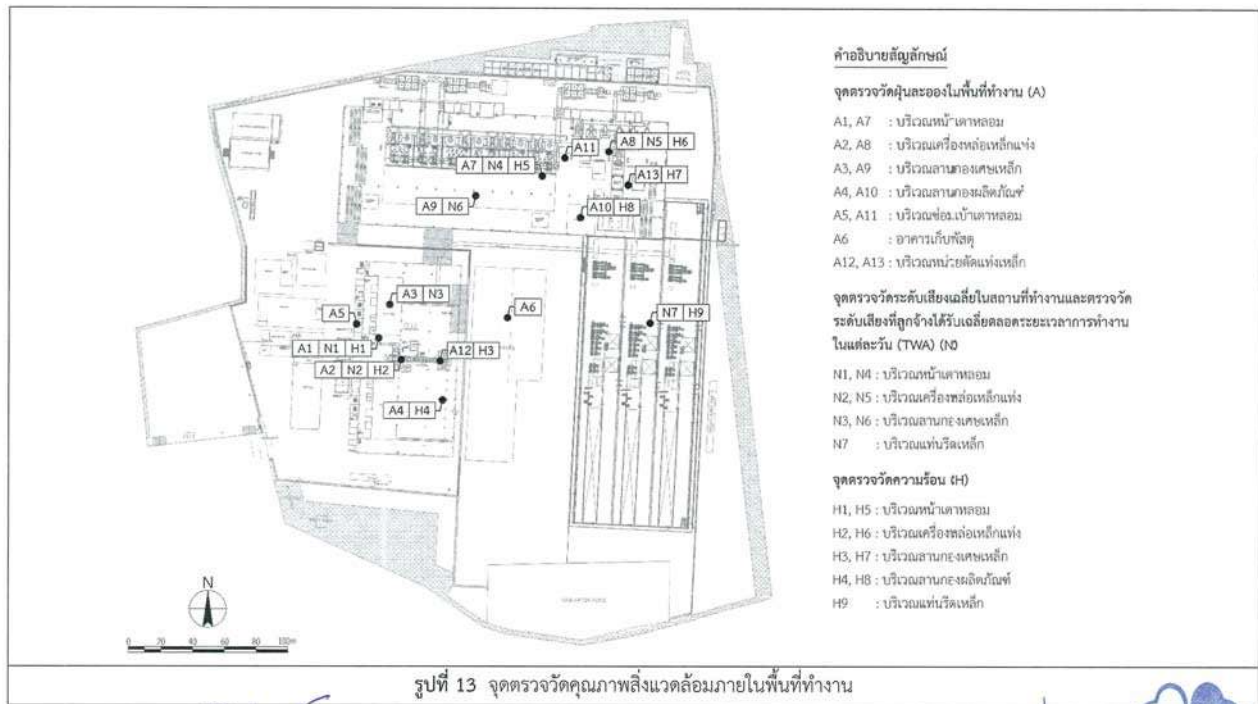 คำอธิบายสัญลักษณ์
จุดตรวจวัดฝุ่นละอองในพื้นที่ทำงาน (A)
A1, A7 : บริเวณหน้าเตาหลอม
A2, A8 : บริเวณเครื่องหล่อเหล็กแท่ง
A3, A9 : บริเวณลานกองเศษเหล็ก
A4, A10 : บริเวณลานกองผลิตภัณฑ์
A5, A11 : บริเวณซ่อมเบ้าเตาหลอม
A6 : อาคารเก็บพัสดุ
A12, A13 : บริเวณหน่วยตัดแท่งเหล็ก
จุดตรวจวัดระดับเสียงเฉลี่ยในสถานที่ทำงานและตรวจวัด
ระดับเสียงที่ลูกจ้างได้รับเฉลี่ยตลอดระยะเวลาการทำงาน
ในแต่ละวัน (TWA) (N)
N1, N4 : บริเวณหน้าเตาหลอม
N2, N5 : บริเวณเครื่องหล่อเหล็กแท่ง
N3, N6 : บริเวณลานกองเศษเหล็ก
N7 : บริเวณแท่นรีดเหล็ก
จุดตรวจวัดความร้อน (H)
H1, H5 : บริเวณหน้าเตาหลอม
H2, H6 : บริเวณเครื่องหล่อเหล็กแท่ง
H3, H7 : บริเวณลานกองเศษเหล็ก
H4, H8 : บริเวณลานกองผลิตภัณฑ์
H9 : บริเวณแท่นรีดเหล็ก
A11
A8 N5 H6
A7 N4 H5
A13 H7
A9 N6
A10 H8
A3 N3
A5
A6
N7 H9
A1 N1 H1
A12 H3
A2 N2 H2
A4 H4
N
0 20 40 60 80 100m
รูปที่ 13 จุดตรวจวัดคุณภาพสิ่งแวดล้อมภายในพื้นที่ทำงาน